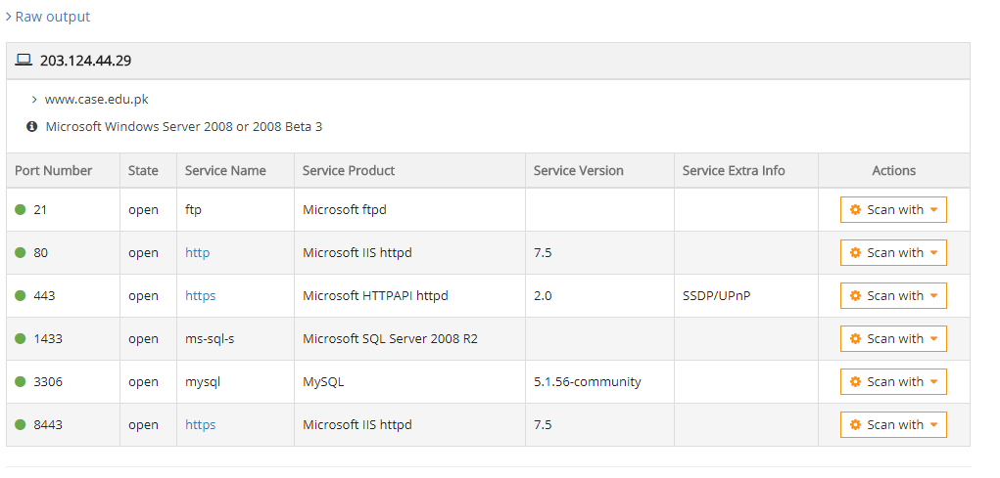 Raw output
203.124.44.29
www.case.edu.pk
Microsoft Windows Server 2008 or 2008 Beta 3
Port Number State Service Name Service Product Service Version Service Extra Info Actions
21 open ftp Microsoft ftpd Scan with
80 open http Microsoft IIS httpd 7.5 Scan with
443 open https Microsoft HTTPAPI httpd 2.0 SSDP/UPnP Scan with
1433 open ms-sql-s Microsoft SQL Server 2008 R2 Scan with
3306 open mysql MySQL 5.1.56-community Scan with
8443 open https Microsoft IIS httpd 7.5 Scan with